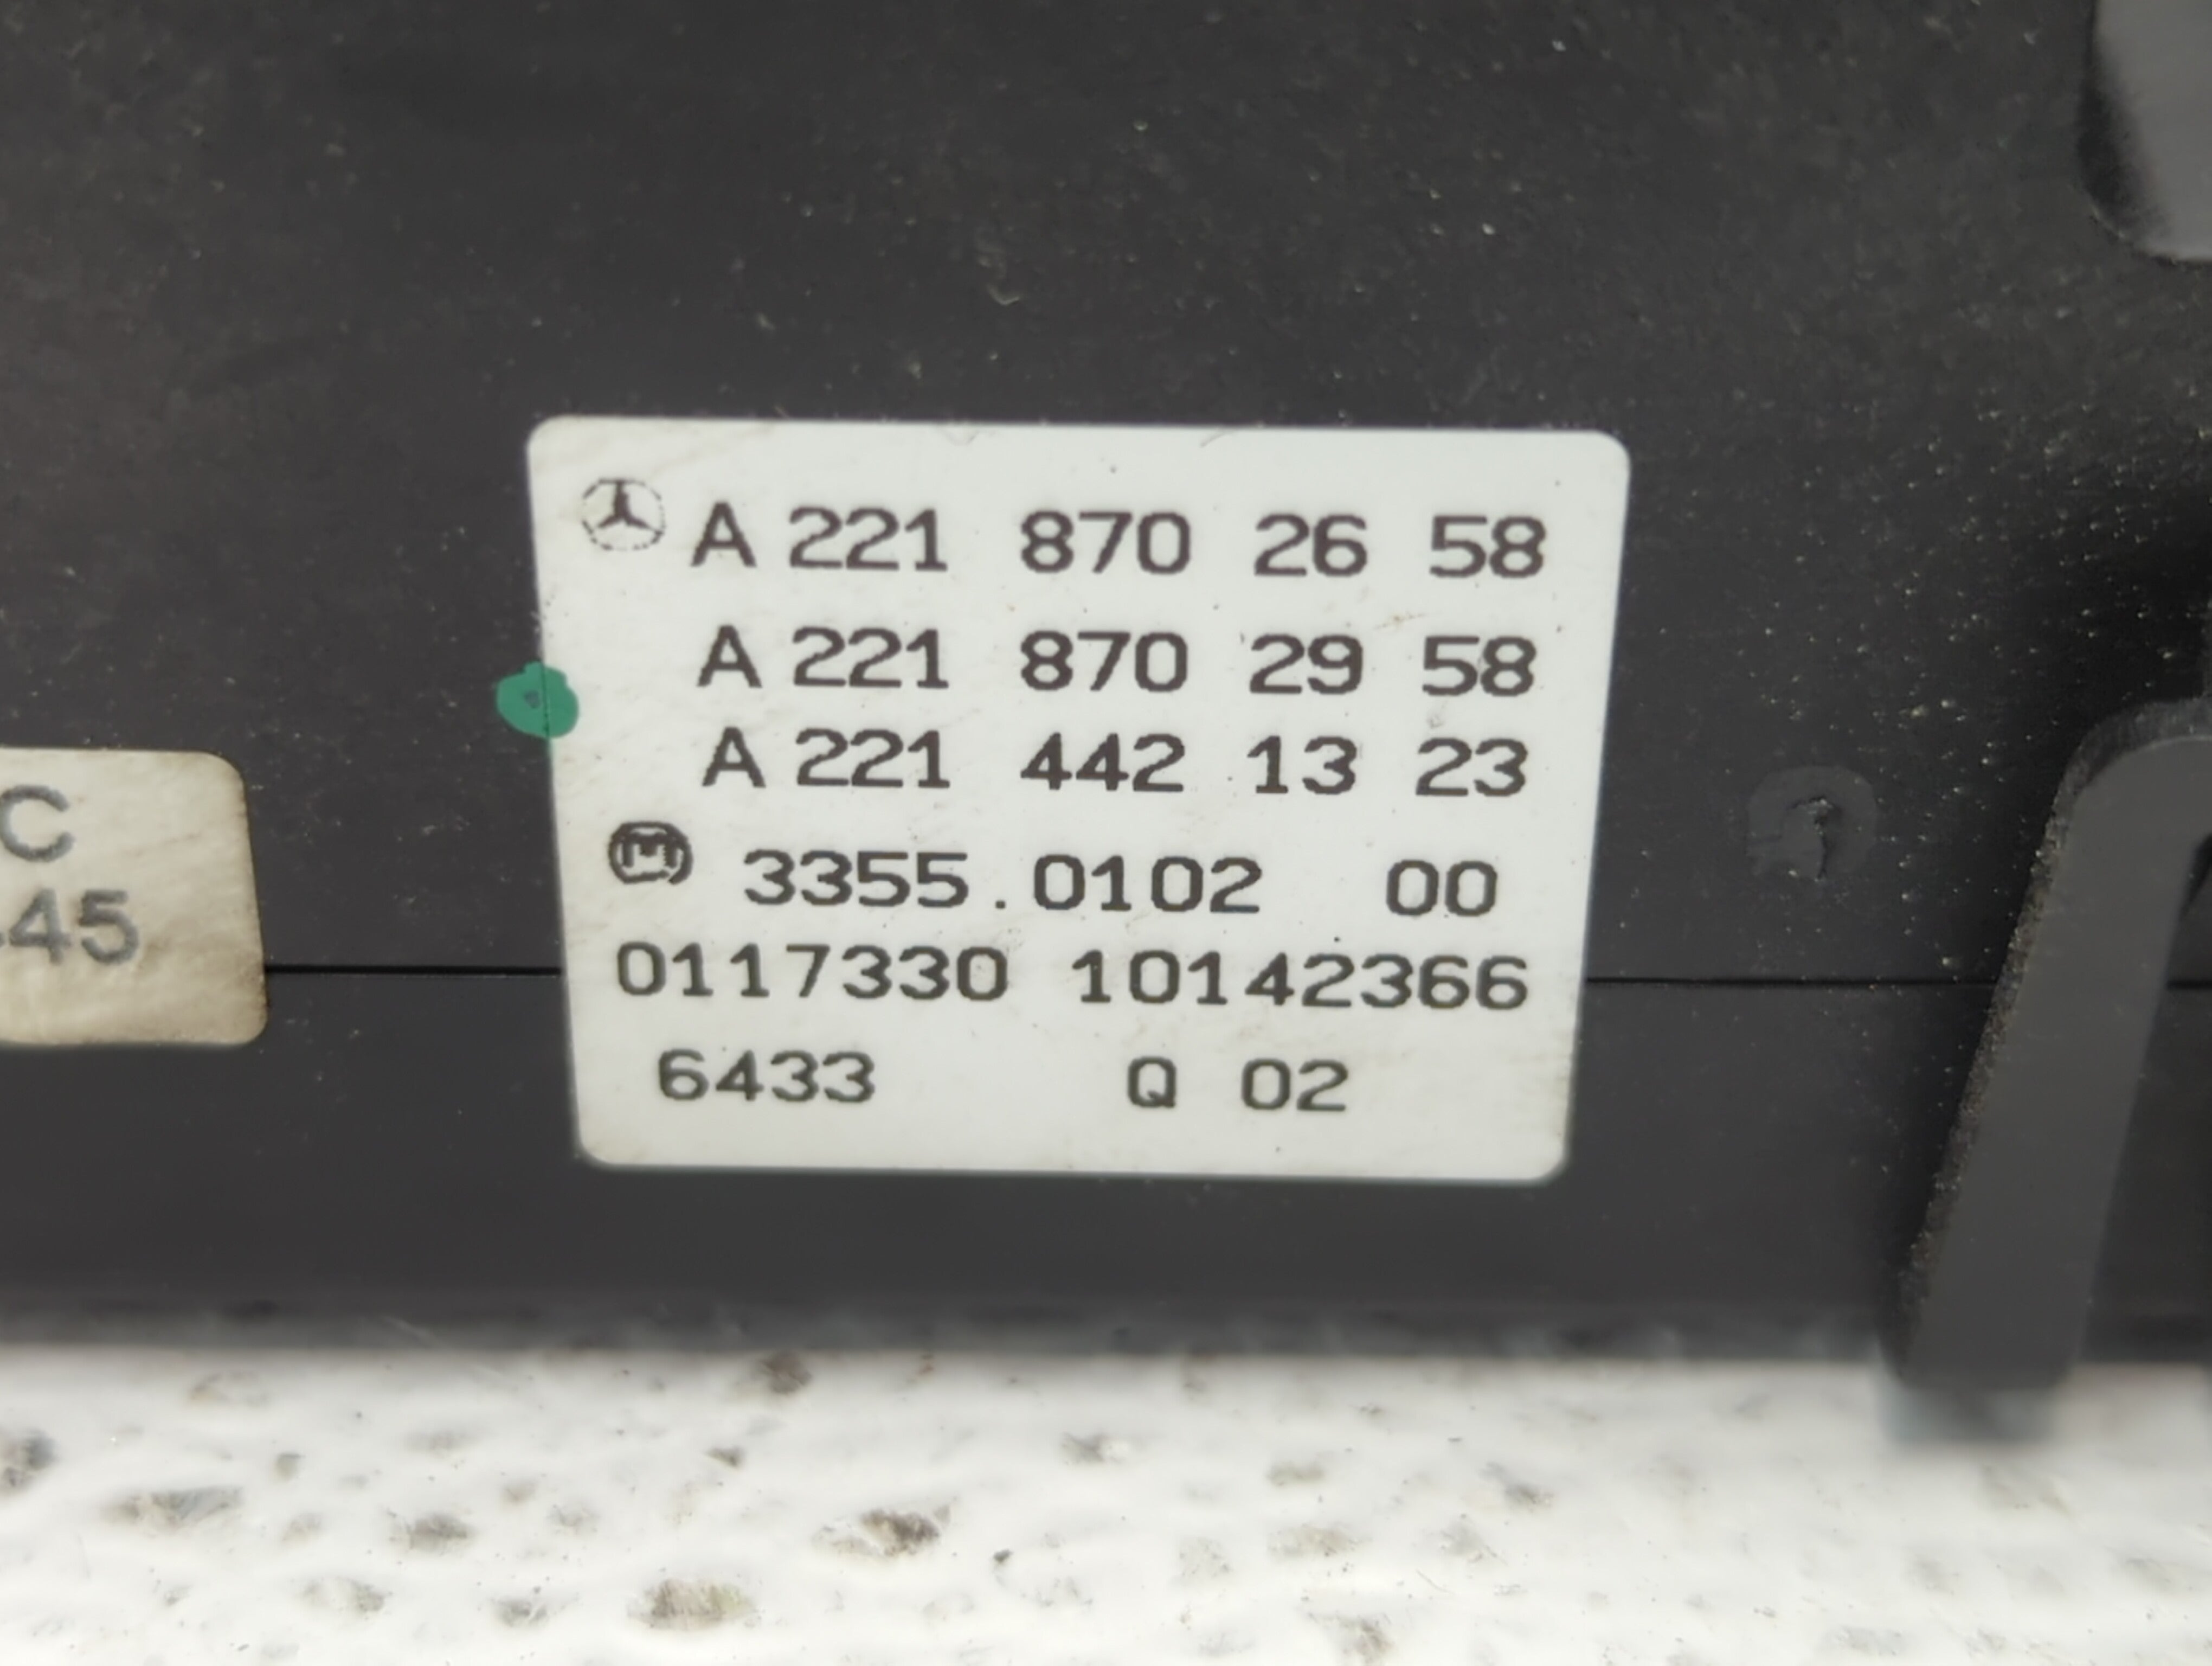 A 221 870 26 58
A 221 870 29 58
A 221 442 13 23
M 3355.0102 00
0117330 10142366
6433 Q 02
C
45